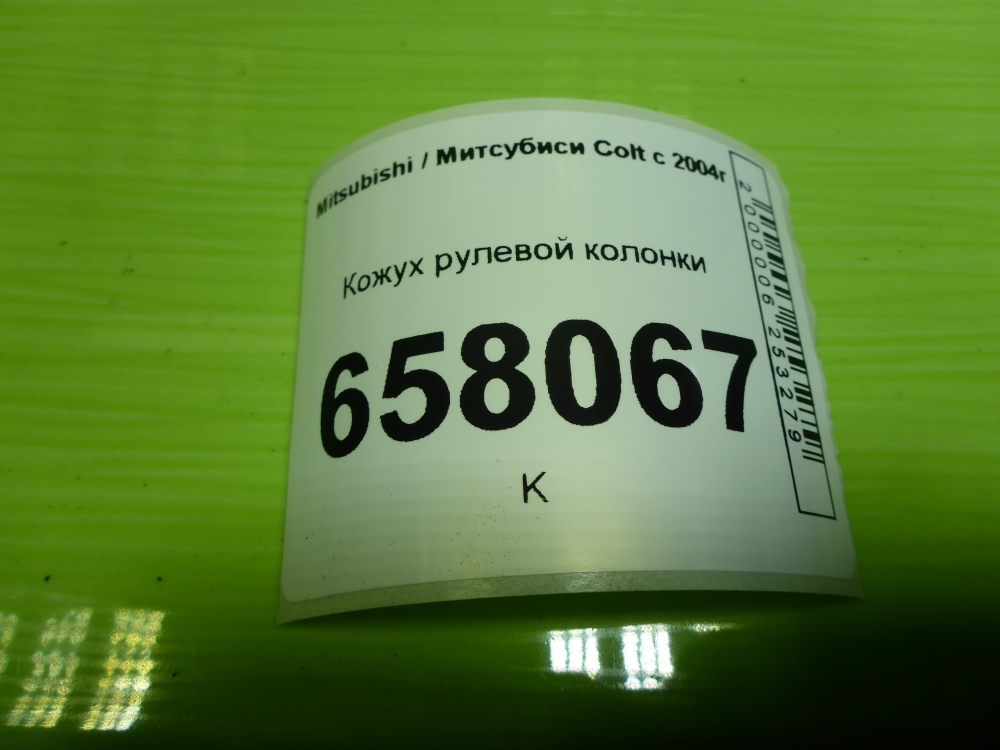 Mitsubishi / Митсубиси Colt с 2004г
Кожух рулевой колонки
658067
К
2000006253279